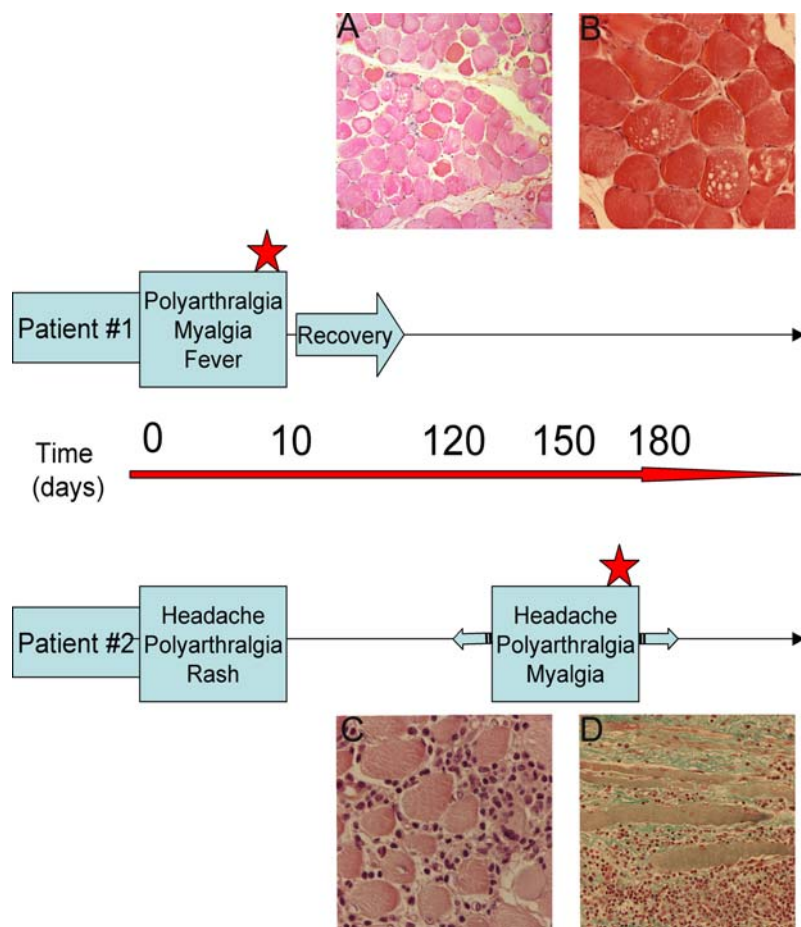 A
B
Patient #1
Polyarthralgia
Myalgia
Fever
Recovery
Time
(days)
0 10 120 150 180
Patient #2
Headache
Polyarthralgia
Rash
Headache
Polyarthralgia
Myalgia
C
D